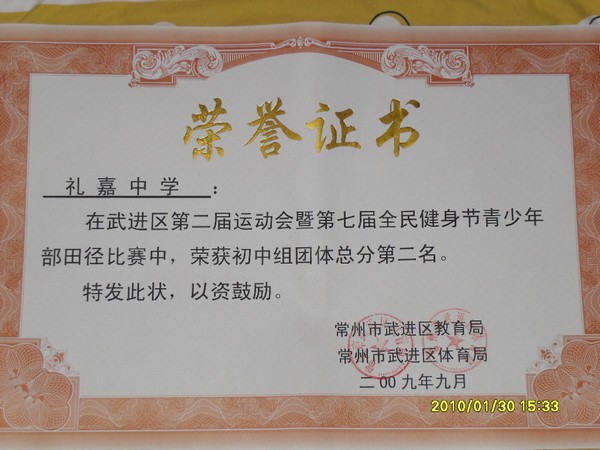 荣誉证书
礼嘉中学：
在武进区第二届运动会暨第七届全民健身节青少年
部田径比赛中，荣获初中组团体总分第二名。
特发此状，以资鼓励。
常州市武进区教育局
常州市武进区体育局
二00九年九月
2010/01/30 15:33